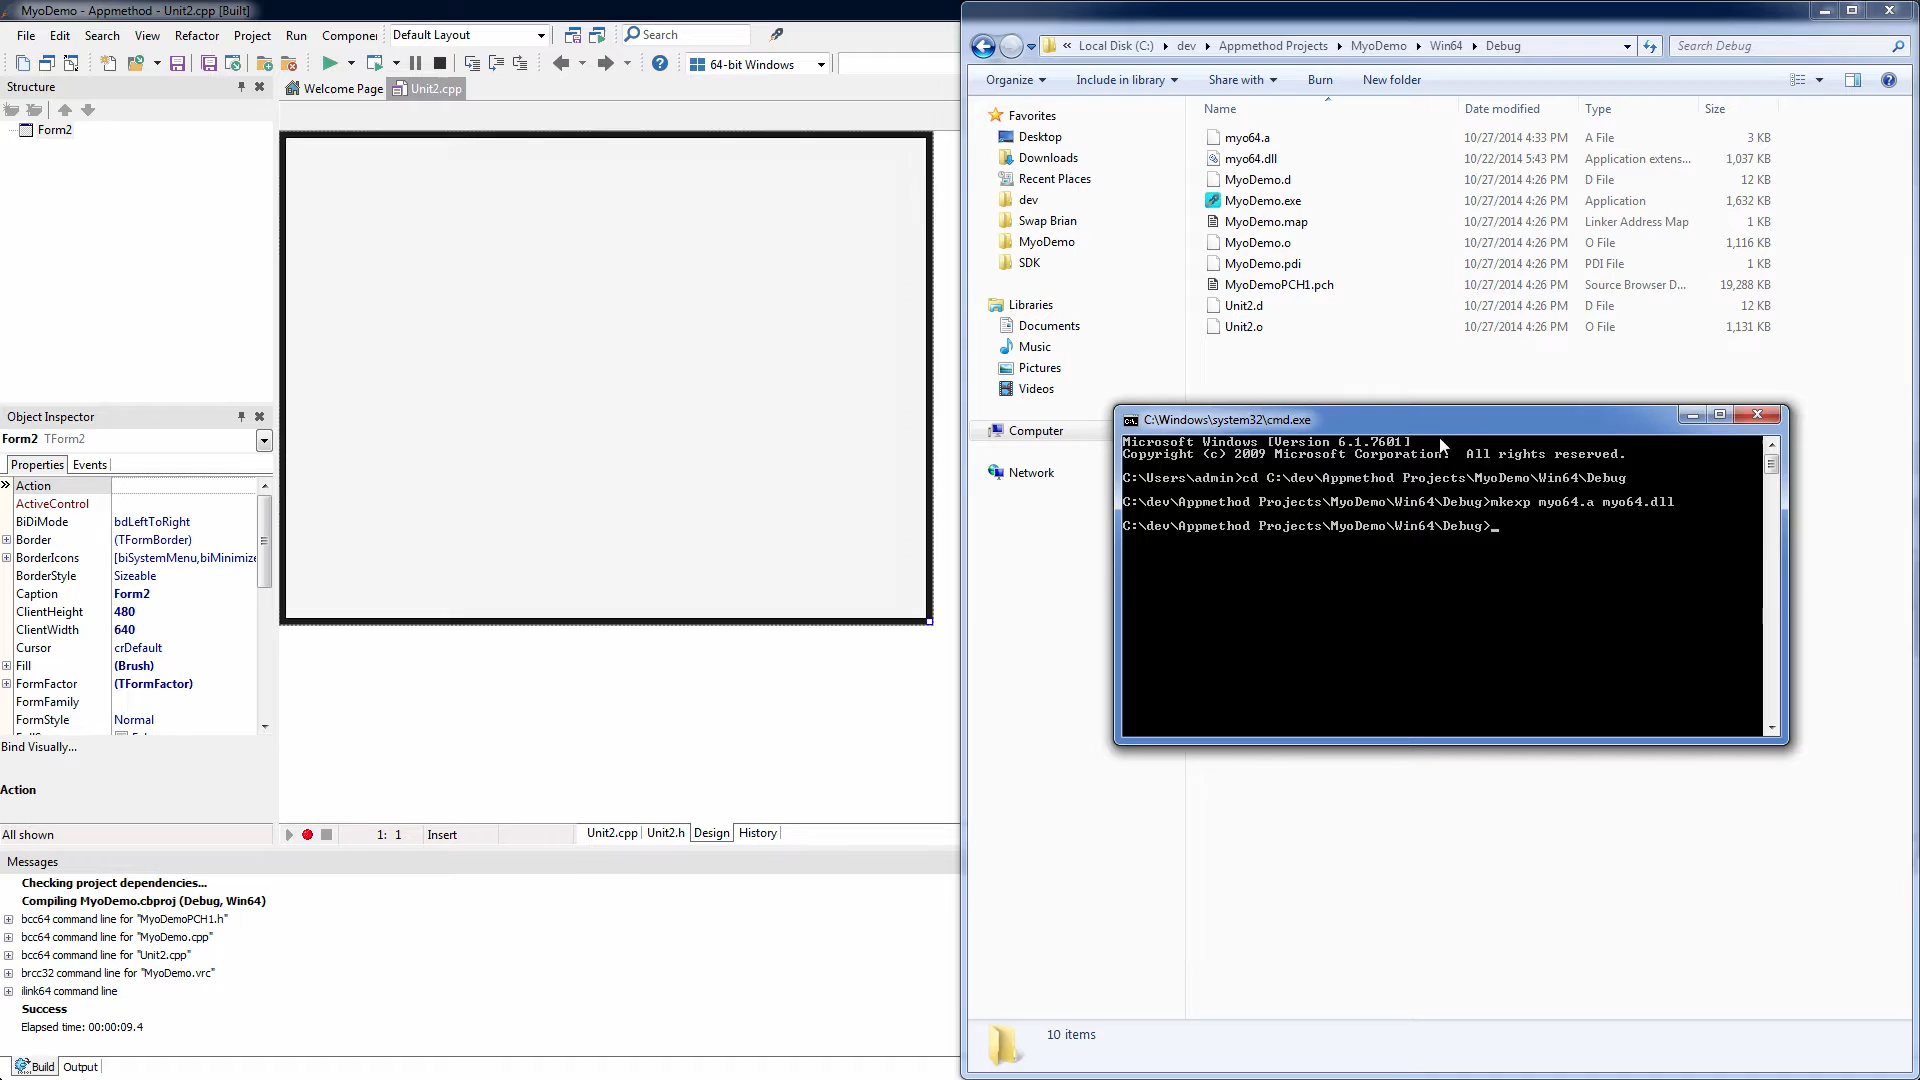 MyoDemo - Appmethod - Unit2.cpp [Built]
File Edit Search View Refactor Project Run Componer
Default Layout
Search
64-bit Windows
Structure
Form2
Welcome Page
Unit2.cpp
Object Inspector
Form2 TForm2
Properties Events
Action
ActiveControl
BiDiMode bdLeftToRight
Border (TFormBorder)
BorderIcons [biSystemMenu,biMinimize
BorderStyle Sizeable
Caption Form2
ClientHeight 480
ClientWidth 640
Cursor crDefault
Fill (Brush)
FormFactor (TFormFactor)
FormFamily
FormStyle Normal
Bind Visually...
Action
All shown
1: 1 Insert
Unit2.cpp Unit2.h Design History
Messages
Checking project dependencies...
Compiling MyoDemo.cbproj (Debug, Win64)
bcc64 command line for "MyoDemoPCH1.h"
bcc64 command line for "MyoDemo.cpp"
bcc64 command line for "Unit2.cpp"
brcc32 command line for "MyoDemo.vrc"
ilink64 command line
Success
Elapsed time: 00:00:09.4
Build Output
« Local Disk (C:) dev Appmethod Projects MyoDemo Win64 Debug
Search Debug
Organize Include in library Share with Burn New folder
Favorites
Desktop
Downloads
Recent Places
dev
Swap Brian
MyoDemo
SDK
Libraries
Documents
Music
Pictures
Videos
Computer
Network
Name Date modified Type Size
myo64.a 10/27/2014 4:33 PM A File 3 KB
myo64.dll 10/22/2014 5:43 PM Application extens... 1,037 KB
MyoDemo.d 10/27/2014 4:26 PM D File 12 KB
MyoDemo.exe 10/27/2014 4:26 PM Application 1,632 KB
MyoDemo.map 10/27/2014 4:26 PM Linker Address Map 1 KB
MyoDemo.o 10/27/2014 4:26 PM O File 1,116 KB
MyoDemo.pdi 10/27/2014 4:26 PM PDI File 1 KB
MyoDemoPCH1.pch 10/27/2014 4:26 PM Source Browser D... 19,288 KB
Unit2.d 10/27/2014 4:26 PM D File 12 KB
Unit2.o 10/27/2014 4:26 PM O File 1,131 KB
C:\Windows\system32\cmd.exe
Microsoft Windows [Version 6.1.7601]
Copyright (c) 2009 Microsoft Corporation. All rights reserved.
C:\Users\admin>cd C:\dev\Appmethod Projects\MyoDemo\Win64\Debug
C:\dev\Appmethod Projects\MyoDemo\Win64\Debug>mkexp myo64.a myo64.dll
C:\dev\Appmethod Projects\MyoDemo\Win64\Debug>_
10 items